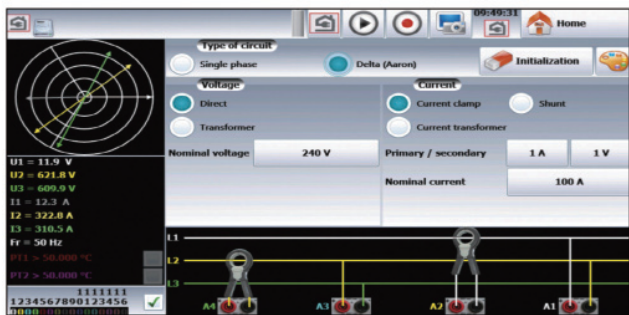 09:49:31
Home
Type of circuit
Single phase
Delta (Aaron)
Initialization
Voltage
Current
Direct
Current clamp
Shunt
Transformer
Current transformer
Nominal voltage
240 V
Primary / secondary
1 A
1 V
Nominal current
100 A
U1 = 11.9 V
U2 = 621.8 V
U3 = 609.9 V
I1 = 12.3 A
I2 = 322.8 A
I3 = 310.5 A
Fr = 50 Hz
PT1 > 50.000 °C
PT2 > 50.000 °C
1111111
1234567890123456
L1
L2
L3
A4
A3
A2
A1